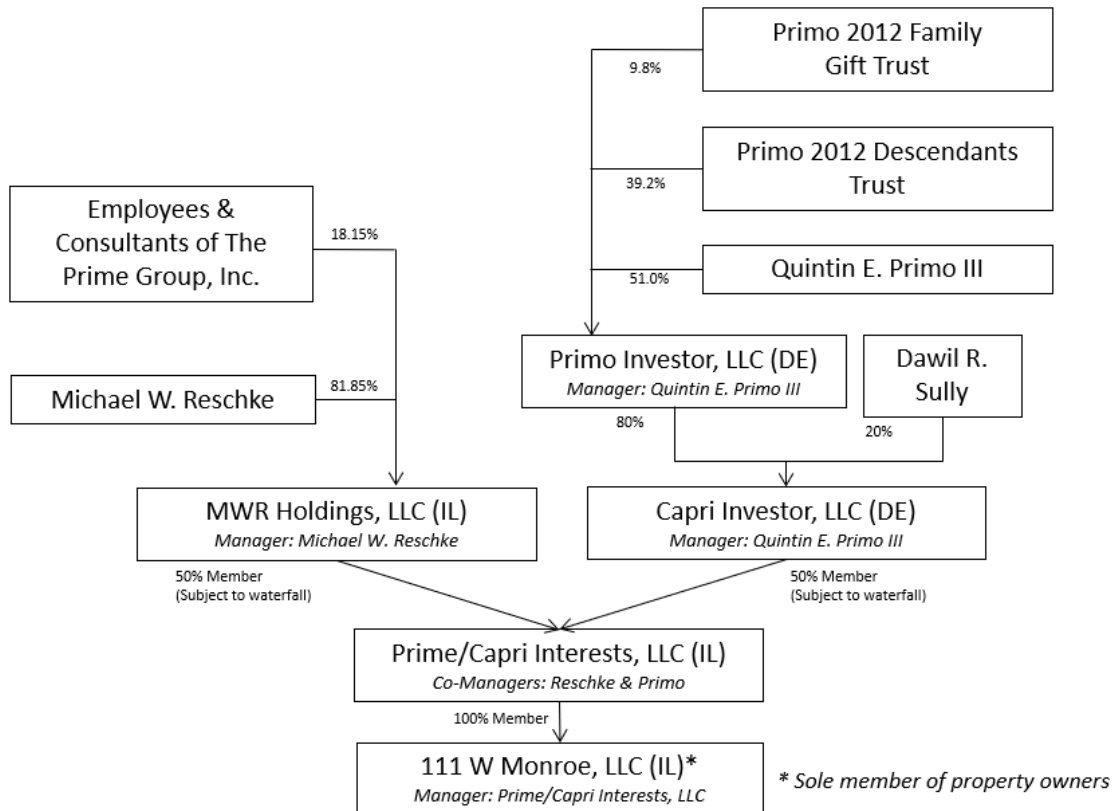 Primo 2012 Family
Gift Trust
9.8%
Primo 2012 Descendants
Trust
39.2%
Employees &
Consultants of The
Prime Group, Inc.
18.15%
Quintin E. Primo III
51.0%
Primo Investor, LLC (DE)
Manager: Quintin E. Primo III
Dawil R.
Sully
Michael W. Reschke
81.85%
80%
20%
MWR Holdings, LLC (IL)
Manager: Michael W. Reschke
Capri Investor, LLC (DE)
Manager: Quintin E. Primo III
50% Member
(Subject to waterfall)
50% Member
(Subject to waterfall)
Prime/Capri Interests, LLC (IL)
Co-Managers: Reschke & Primo
100% Member
111 W Monroe, LLC (IL)*
Manager: Prime/Capri Interests, LLC
* Sole member of property owners